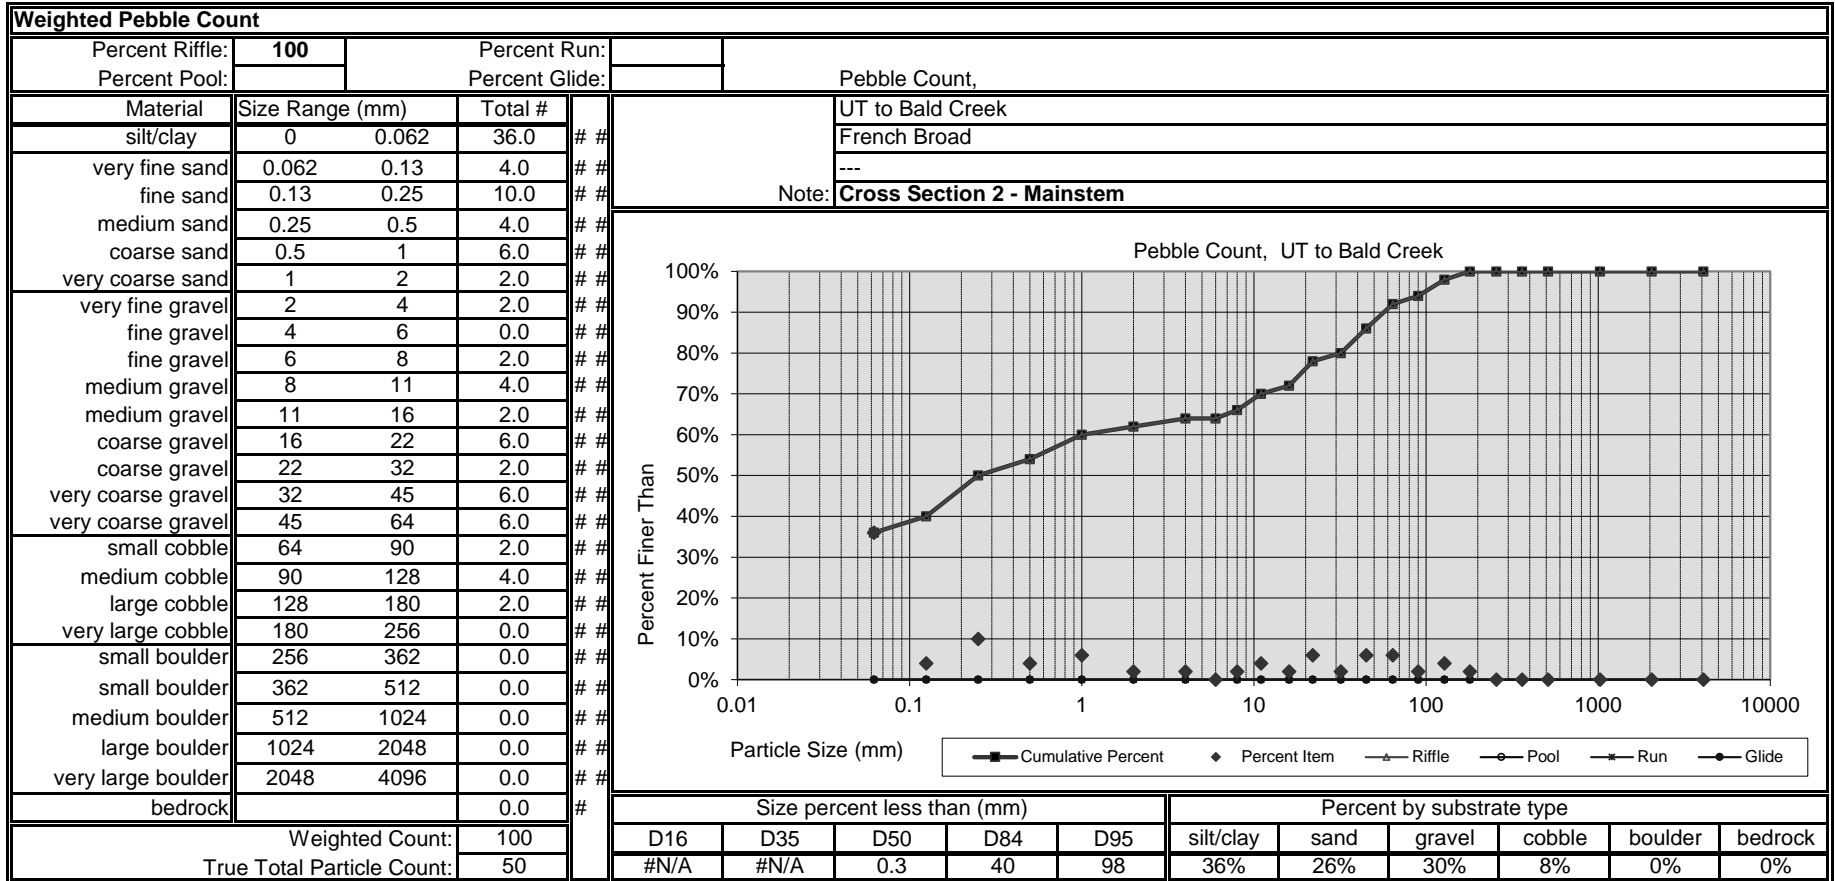 Weighted Pebble Count
Percent Riffle: 100 Percent Run:
Percent Pool: Percent Glide: Pebble Count,
Material Size Range (mm) Total # UT to Bald Creek
silt/clay 0 0.062 36.0 # # French Broad
very fine sand 0.062 0.13 4.0 # # ---
fine sand 0.13 0.25 10.0 # # Note: Cross Section 2 - Mainstem
medium sand 0.25 0.5 4.0 # #
coarse sand 0.5 1 6.0 # #
very coarse sand 1 2 2.0 # #
very fine gravel 2 4 2.0 # #
fine gravel 4 6 0.0 # #
fine gravel 6 8 2.0 # #
medium gravel 8 11 4.0 # #
medium gravel 11 16 2.0 # #
coarse gravel 16 22 6.0 # #
coarse gravel 22 32 2.0 # #
very coarse gravel 32 45 6.0 # #
very coarse gravel 45 64 6.0 # #
small cobble 64 90 2.0 # #
medium cobble 90 128 4.0 # #
large cobble 128 180 2.0 # #
very large cobble 180 256 0.0 # #
small boulder 256 362 0.0 # #
small boulder 362 512 0.0 # #
medium boulder 512 1024 0.0 # #
large boulder 1024 2048 0.0 # #
very large boulder 2048 4096 0.0 # #
bedrock 0.0 #
Weighted Count: 100
True Total Particle Count: 50
Pebble Count, UT to Bald Creek
100%
90%
80%
70%
60%
50%
40%
30%
20%
10%
0%
Percent Finer Than
0.01 0.1 1 10 100 1000 10000
Particle Size (mm)
Cumulative Percent Percent Item Riffle Pool Run Glide
Size percent less than (mm) Percent by substrate type
D16 D35 D50 D84 D95 silt/clay sand gravel cobble boulder bedrock
#N/A #N/A 0.3 40 98 36% 26% 30% 8% 0% 0%